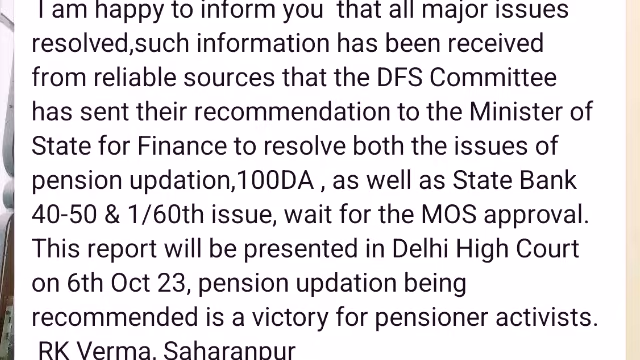 I am happy to inform you  that all major issues
resolved,such information has been received
from reliable sources that the DFS Committee
has sent their recommendation to the Minister of
State for Finance to resolve both the issues of
pension updation,100DA , as well as State Bank
40-50 & 1/60th issue, wait for the MOS approval.
This report will be presented in Delhi High Court
on 6th Oct 23, pension updation being
recommended is a victory for pensioner activists.
RK Verma, Saharanpur